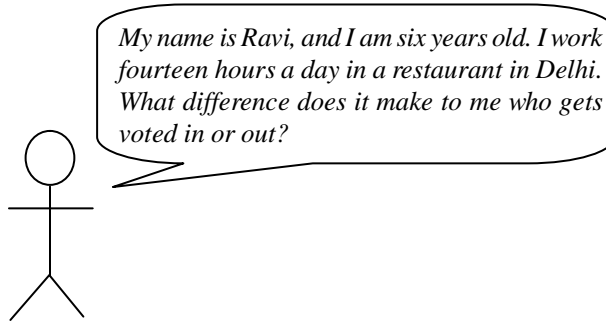 My name is Ravi, and I am six years old. I work
fourteen hours a day in a restaurant in Delhi.
What difference does it make to me who gets
voted in or out?